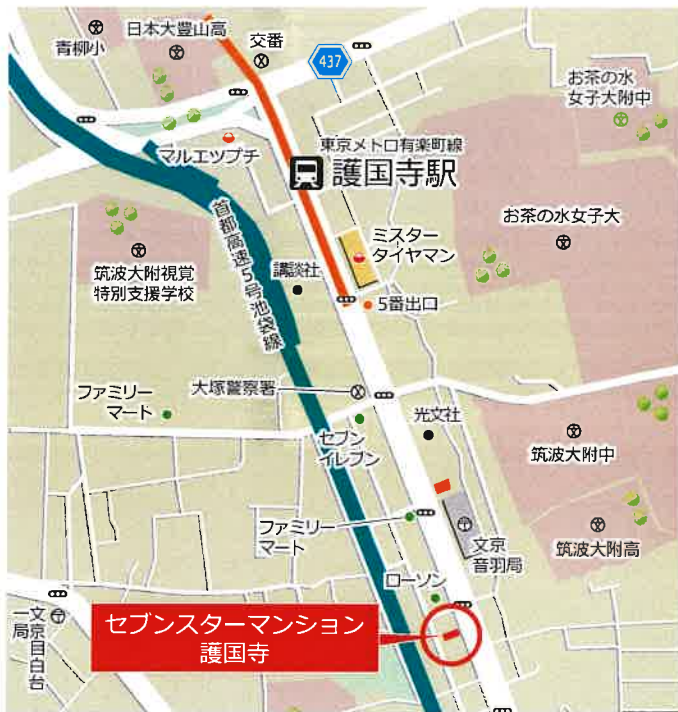 日本大豊山高
青柳小
交番
437
お茶の水
女子大附中
マルエツプチ
東京メトロ有楽町線
護国寺駅
首都高速5号池袋線
お茶の水女子大
ミスター
タイヤマン
筑波大附視覚
特別支援学校
講談社
5番出口
大塚警察署
ファミリー
マート
光文社
セブン
イレブン
筑波大附中
ファミリー
マート
文京
音羽局
筑波大附高
ローソン
文京目白台
一局
セブンスターマンション
護国寺